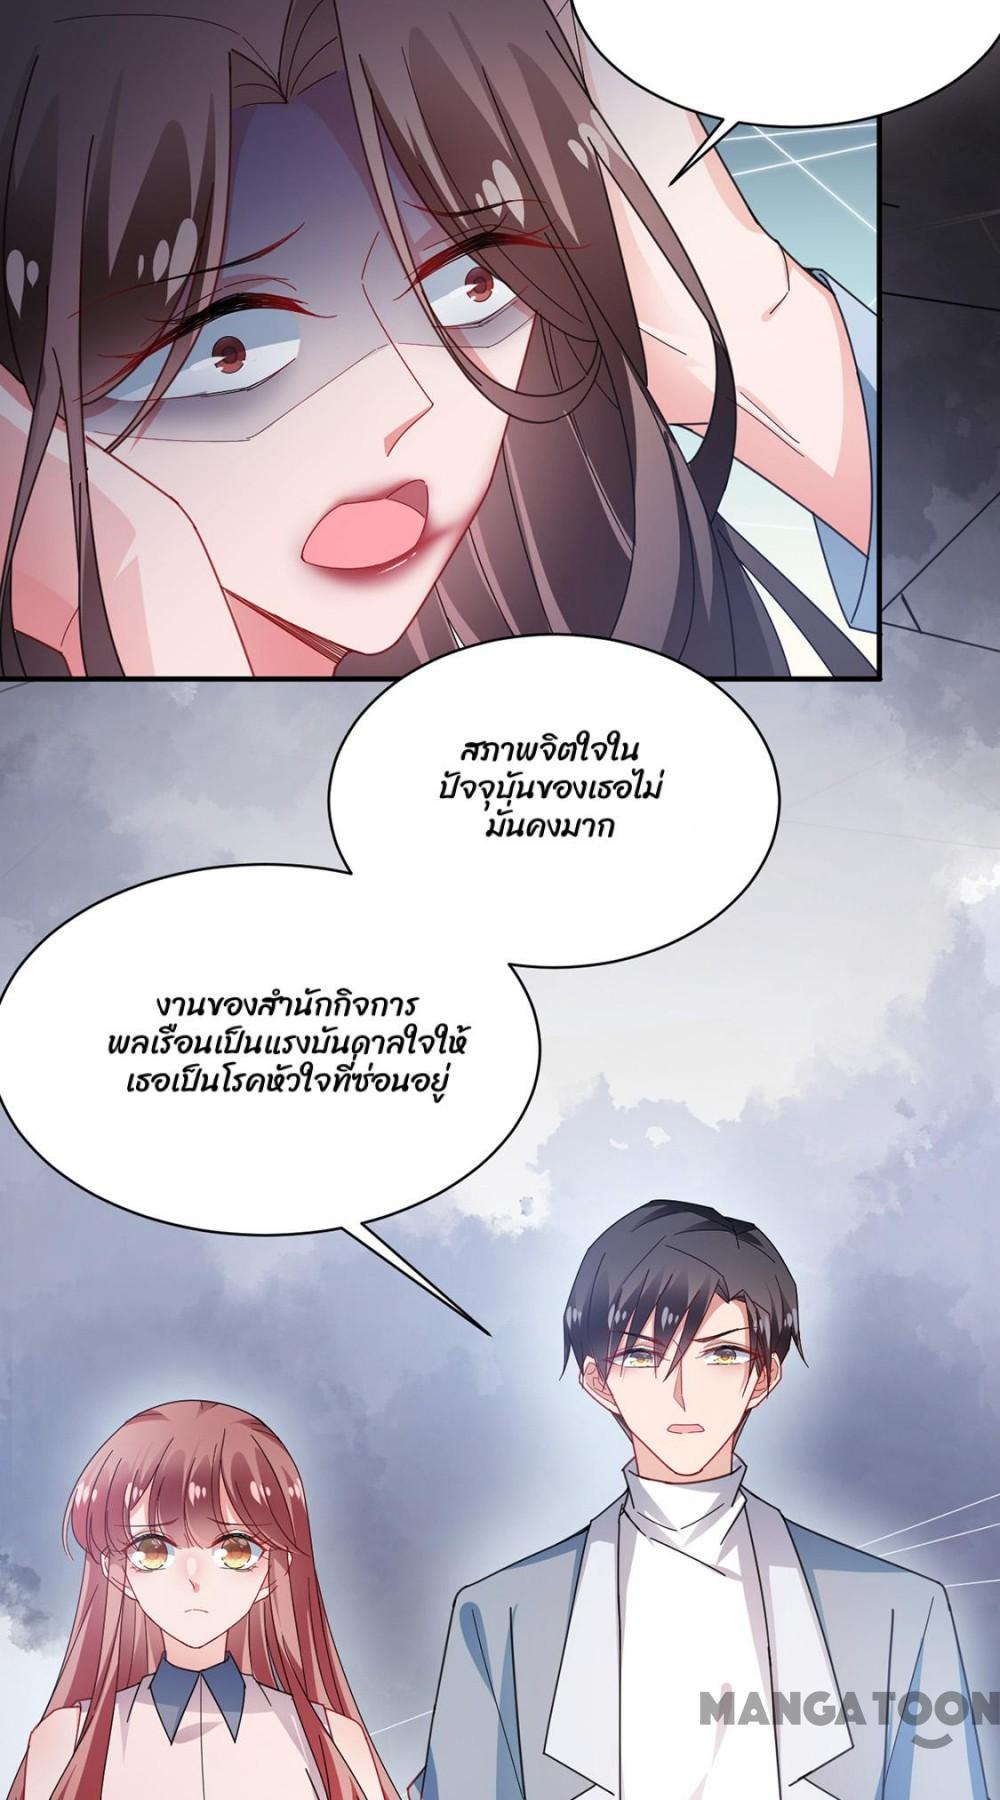 สภาพจิตใจใน
ปัจจุบันของเธอไม่
มั่นคงมาก
งานของสำนักกิจการ
พลเรือนเป็นแรงบันดาลใจให้
เธอเป็นโรคหัวใจที่ซ่อนอยู่
MANGATOON